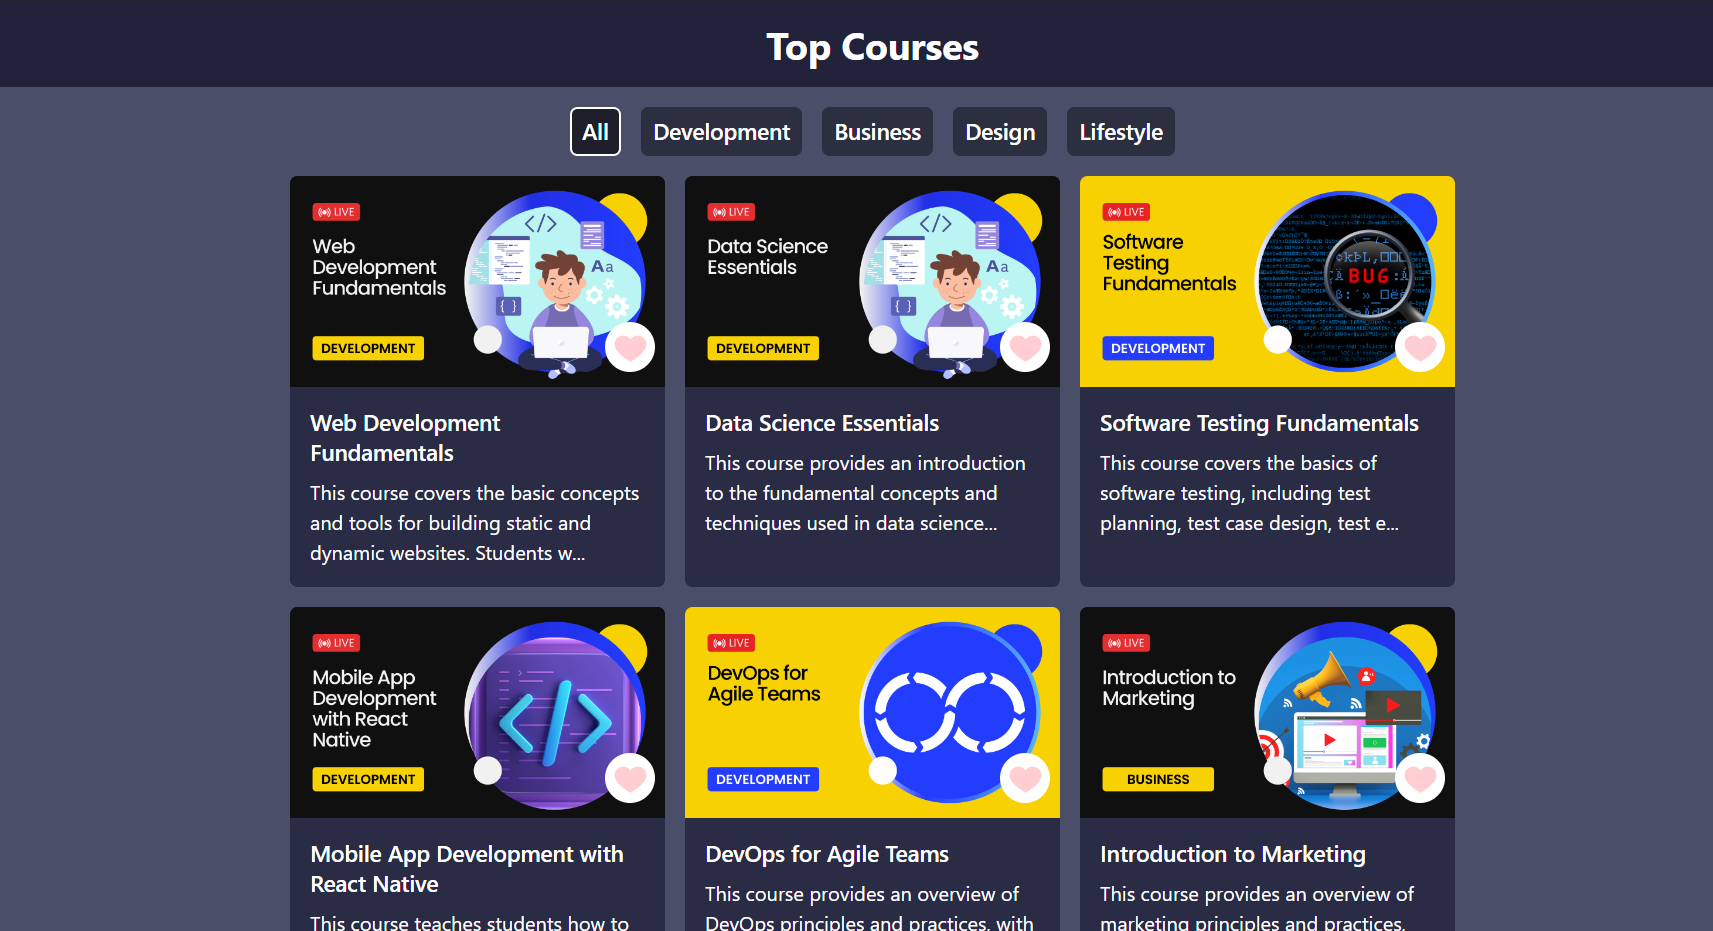 Top Courses
All
Development
Business
Design
Lifestyle
LIVE
Web
Development
Fundamentals
DEVELOPMENT
Aa
Web Development
Fundamentals
This course covers the basic concepts
and tools for building static and
dynamic websites. Students w...
LIVE
Data Science
Essentials
DEVELOPMENT
Aa
Data Science Essentials
This course provides an introduction
to the fundamental concepts and
techniques used in data science...
LIVE
Software
Testing
Fundamentals
DEVELOPMENT
BUG
Software Testing Fundamentals
This course covers the basics of
software testing, including test
planning, test case design, test e...
LIVE
Mobile App
Development
with React
Native
DEVELOPMENT
Mobile App Development with
React Native
This course teaches students how to
LIVE
DevOps for
Agile Teams
DEVELOPMENT
DevOps for Agile Teams
This course provides an overview of
DevOps principles and practices, with
LIVE
Introduction to
Marketing
BUSINESS
Introduction to Marketing
This course provides an overview of
marketing principles and practices,